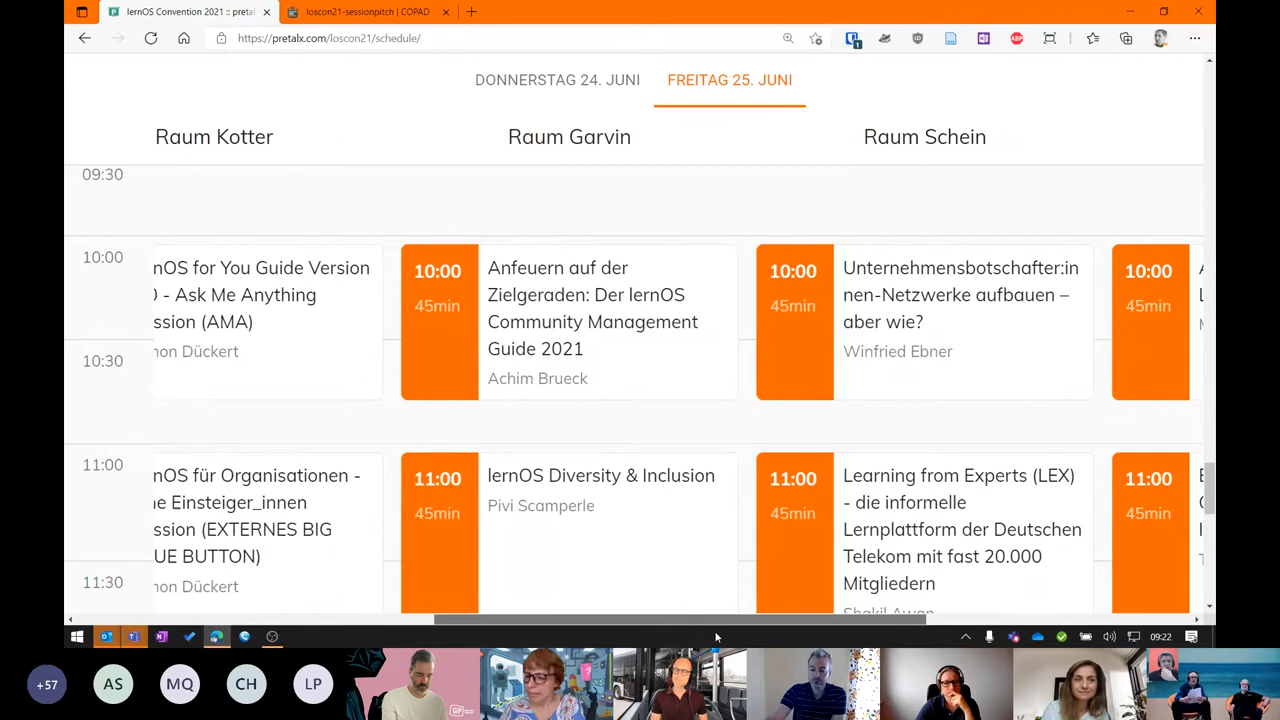 lernOS Convention 2021 :: pretal
loscon21-sessionpitch | COPAD
https://pretalx.com/loscon21/schedule/
DONNERSTAG 24. JUNI
FREITAG 25. JUNI
Raum Kotter
Raum Garvin
Raum Schein
09:30
10:00
nOS for You Guide Version
0 - Ask Me Anything
ssion (AMA)
non Dückert
10:00
45min
Anfeuern auf der
Zielgeraden: Der lernOS
Community Management
Guide 2021
Achim Brueck
10:00
45min
Unternehmensbotschafter:in
nen-Netzwerke aufbauen –
aber wie?
Winfried Ebner
10:00
45min
10:30
11:00
nOS für Organisationen -
ne Einsteiger_innen
ssion (EXTERNES BIG
UE BUTTON)
non Dückert
11:00
45min
lernOS Diversity & Inclusion
Pivi Scamperle
11:00
45min
Learning from Experts (LEX)
- die informelle
Lernplattform der Deutschen
Telekom mit fast 20.000
Mitgliedern
Shakil Awan
11:00
45min
11:30
09:22
+57
AS
MQ
CH
LP
GIP